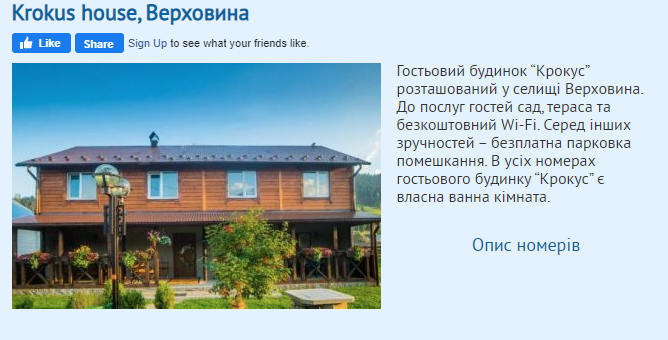 Krokus house, Верховина
Like Share Sign Up to see what your friends like.
Гостьовий будинок “Крокус”
розташований у селищі Верховина.
До послуг гостей сад, тераса та
безкоштовний Wi-Fi. Серед інших
зручностей – безплатна парковка
помешкання. В усіх номерах
гостьового будинку “Крокус” є
власна ванна кімната.
Опис номерів